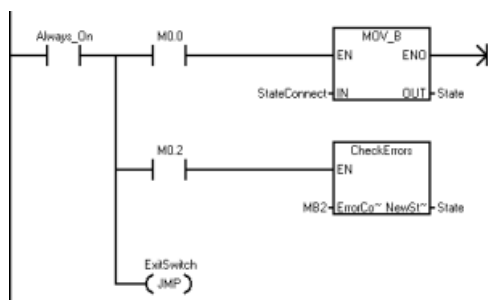 Always_On
M0.0
MOV_B
EN
ENO
StateConnect
IN
OUT
State
M0.2
CheckErrors
EN
MB2
ErrorCo~
NewSt~
State
ExitSwitch
JMP